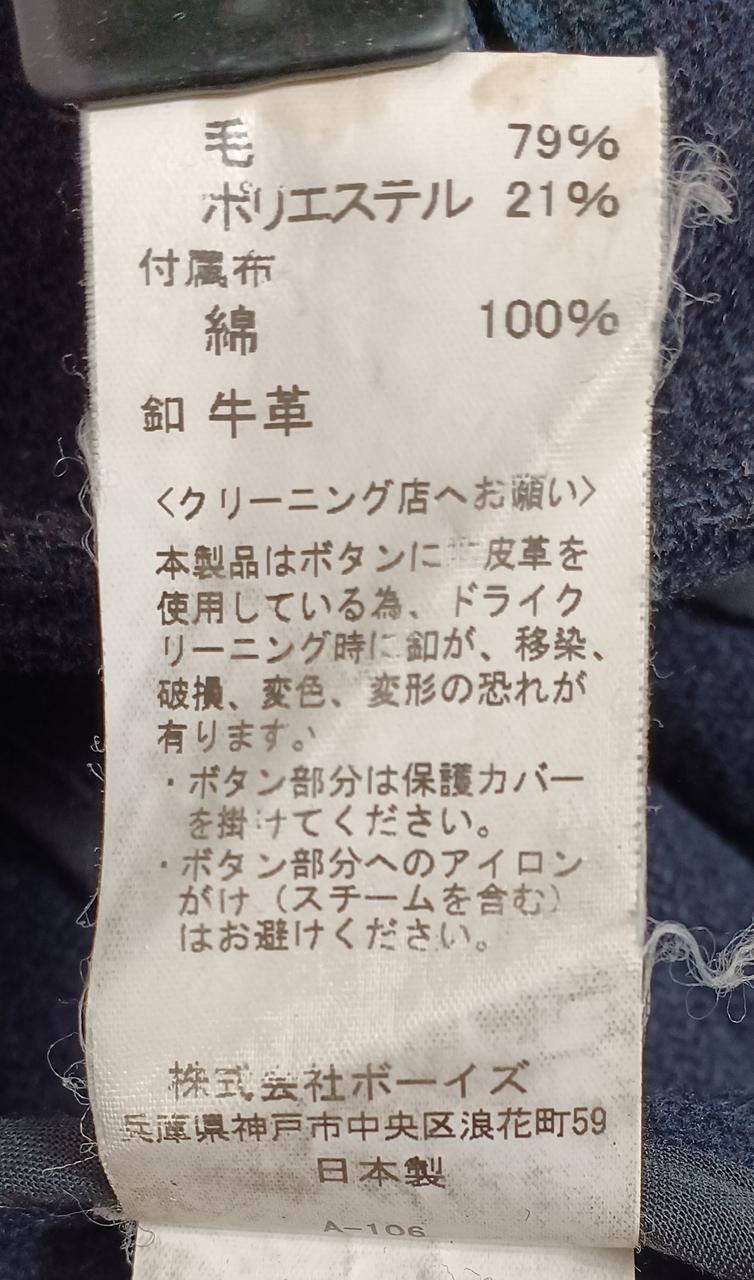 毛 79%
ポリエステル 21%
付属布
綿 100%
釦 牛革
〈クリーニング店へお願い〉
本製品はボタンに 皮革を
使用している為、ドライク
リーニング時に釦が、移染、
破損、変色、変形の恐れが
有ります。
・ボタン部分は保護カバー
を掛けてください。
・ボタン部分へのアイロン
がけ(スチームを含む)
はお避けください。
株式会社ボーイズ
兵庫県神戸市中央区浪花町59
日本製
A-106